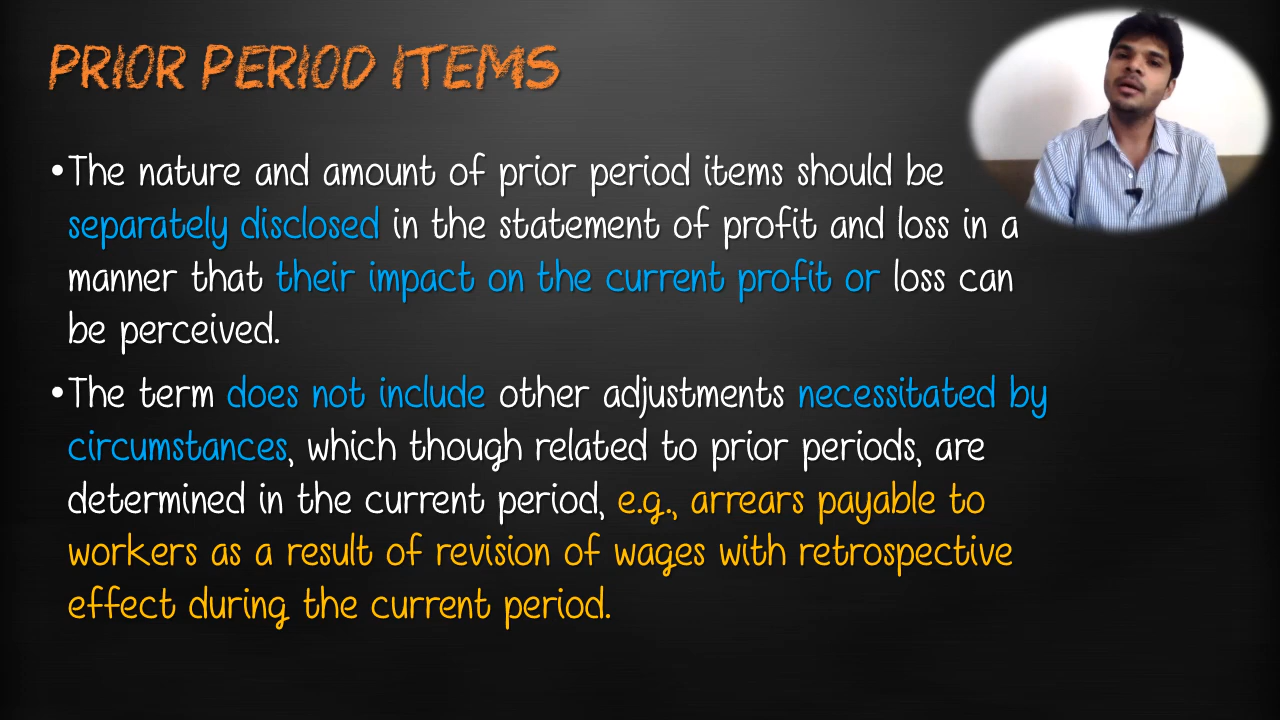 PRIOR PERIOD ITEMS
•The nature and amount of prior period items should be
separately disclosed in the statement of profit and loss in a
manner that their impact on the current profit or loss can
be perceived.
•The term does not include other adjustments necessitated by
circumstances, which though related to prior periods, are
determined in the current period, e.g., arrears payable to
workers as a result of revision of wages with retrospective
effect during the current period.